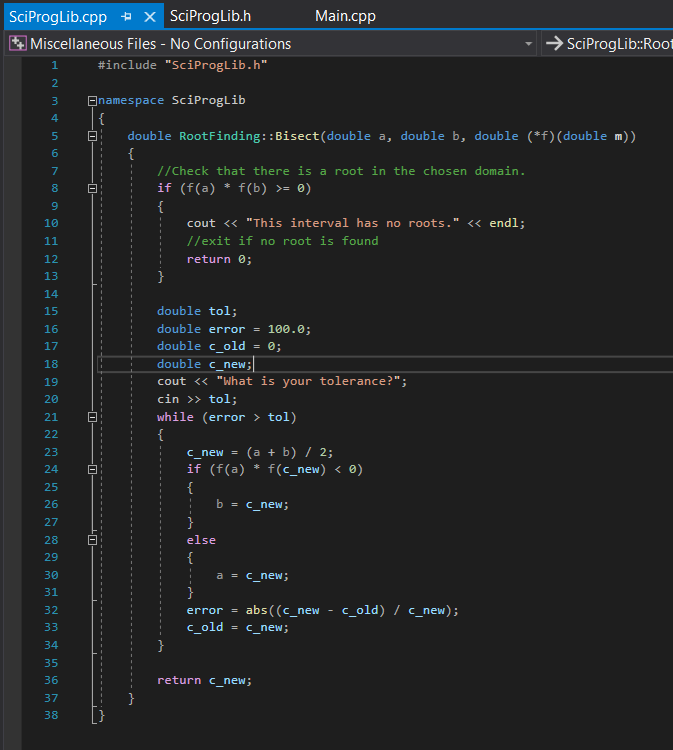 SciProgLib.cpp SciProgLib.h Main.cpp
Miscellaneous Files - No Configurations SciProgLib::Root
1 #include "SciProgLib.h"
2
3 namespace SciProgLib
4 {
5 double RootFinding::Bisect(double a, double b, double (*f)(double m))
6 {
7 //Check that there is a root in the chosen domain.
8 if (f(a) * f(b) >= 0)
9 {
10 cout << "This interval has no roots." << endl;
11 //exit if no root is found
12 return 0;
13 }
14
15 double tol;
16 double error = 100.0;
17 double c_old = 0;
18 double c_new;
19 cout << "What is your tolerance?";
20 cin >> tol;
21 while (error > tol)
22 {
23 c_new = (a + b) / 2;
24 if (f(a) * f(c_new) < 0)
25 {
26 b = c_new;
27 }
28 else
29 {
30 a = c_new;
31 }
32 error = abs((c_new - c_old) / c_new);
33 c_old = c_new;
34 }
35
36 return c_new;
37 }
38 }